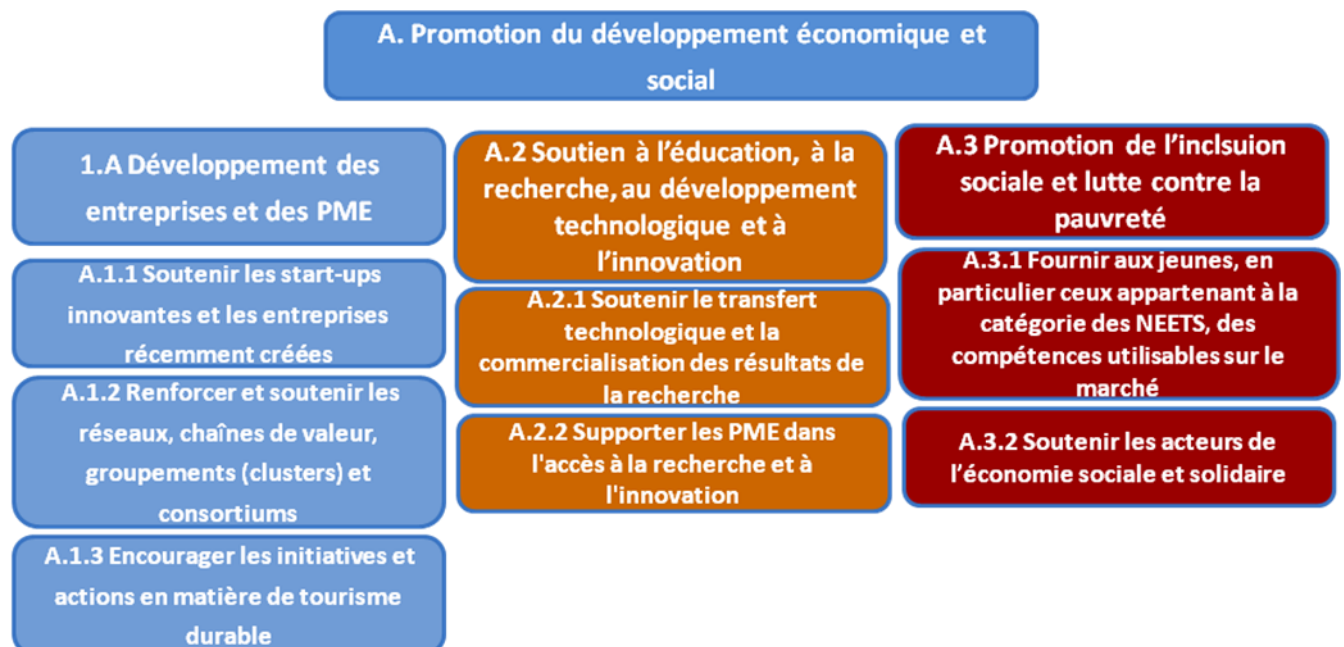 A. Promotion du développement économique et
social
1.A Développement des
entreprises et des PME
A.1.1 Soutenir les start-ups
innovantes et les entreprises
récemment créées
A.1.2 Renforcer et soutenir les
réseaux, chaînes de valeur,
groupements (clusters) et
consortiums
A.1.3 Encourager les initiatives et
actions en matière de tourisme
durable
A.2 Soutien à l’éducation, à la
recherche, au développement
technologique et à
l’innovation
A.2.1 Soutenir le transfert
technologique et la
commercialisation des résultats de
la recherche
A.2.2 Supporter les PME dans
l'accès à la recherche et à
l'innovation
A.3 Promotion de l’inclsuion
sociale et lutte contre la
pauvreté
A.3.1 Fournir aux jeunes, en
particulier ceux appartenant à la
catégorie des NEETS, des
compétences utilisables sur le
marché
A.3.2 Soutenir les acteurs de
l’économie sociale et solidaire